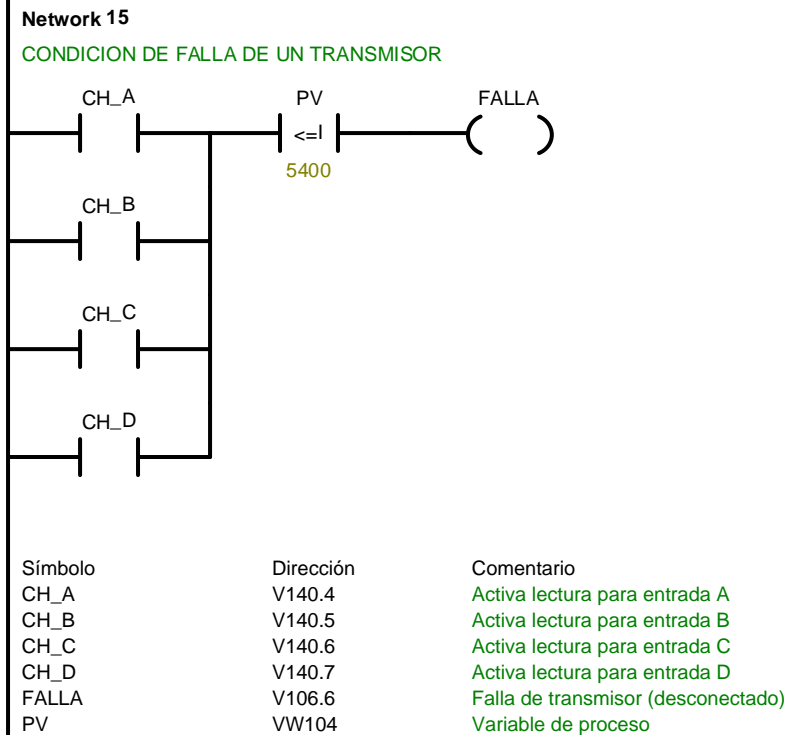 Network 15
CONDICION DE FALLA DE UN TRANSMISOR
CH_A PV FALLA
<=I
5400
CH_B
CH_C
CH_D
Símbolo Dirección Comentario
CH_A V140.4 Activa lectura para entrada A
CH_B V140.5 Activa lectura para entrada B
CH_C V140.6 Activa lectura para entrada C
CH_D V140.7 Activa lectura para entrada D
FALLA V106.6 Falla de transmisor (desconectado)
PV VW104 Variable de proceso